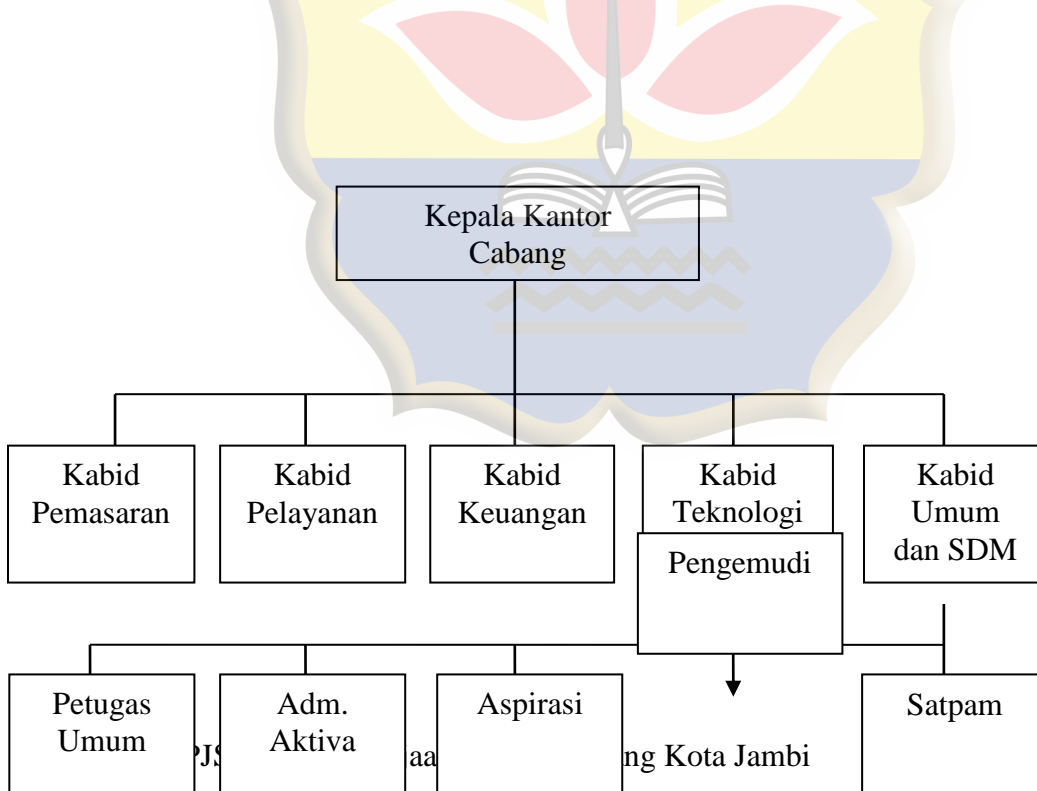 Kepala Kantor
Cabang
Kabid
Pemasaran
Kabid
Pelayanan
Kabid
Keuangan
Kabid
Teknologi
Kabid
Umum
dan SDM
Pengemudi
Petugas
Umum
Adm.
Aktiva
Aspirasi
Satpam
Kota Jambi